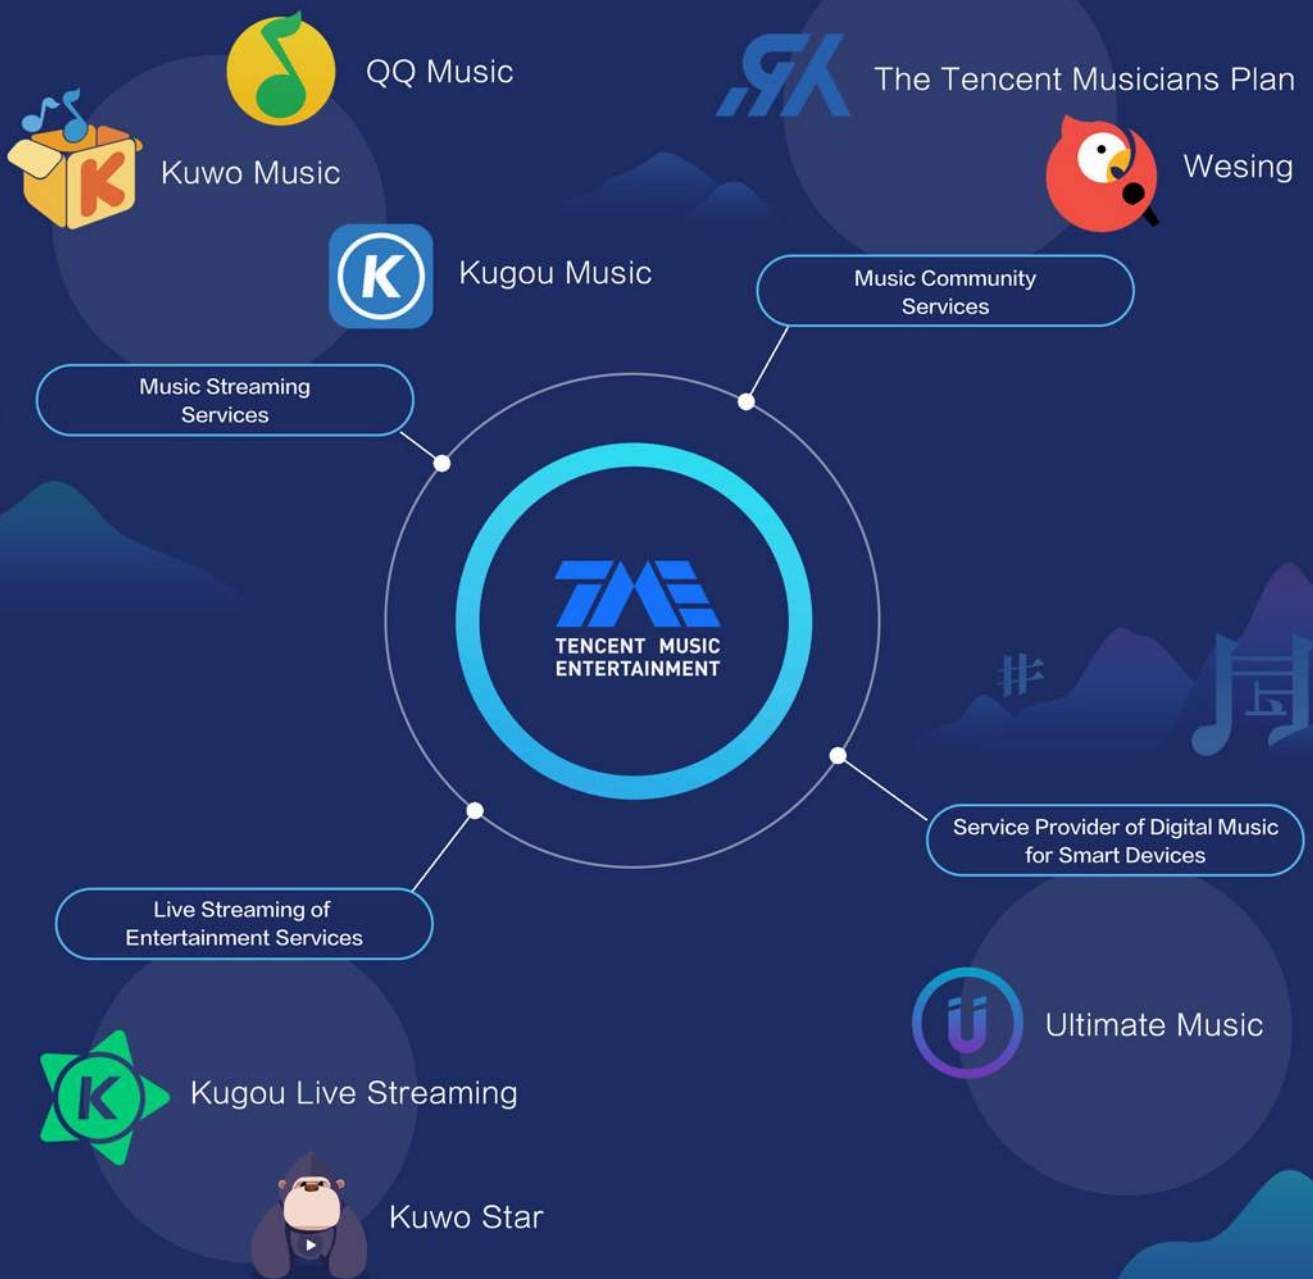 QQ Music
Kuwo Music
Kugou Music
Music Streaming
Services
The Tencent Musicians Plan
Wesing
Music Community
Services
TME
TENCENT MUSIC
ENTERTAINMENT
Service Provider of Digital Music
for Smart Devices
Ultimate Music
Live Streaming of
Entertainment Services
Kugou Live Streaming
Kuwo Star
K
K
K
U